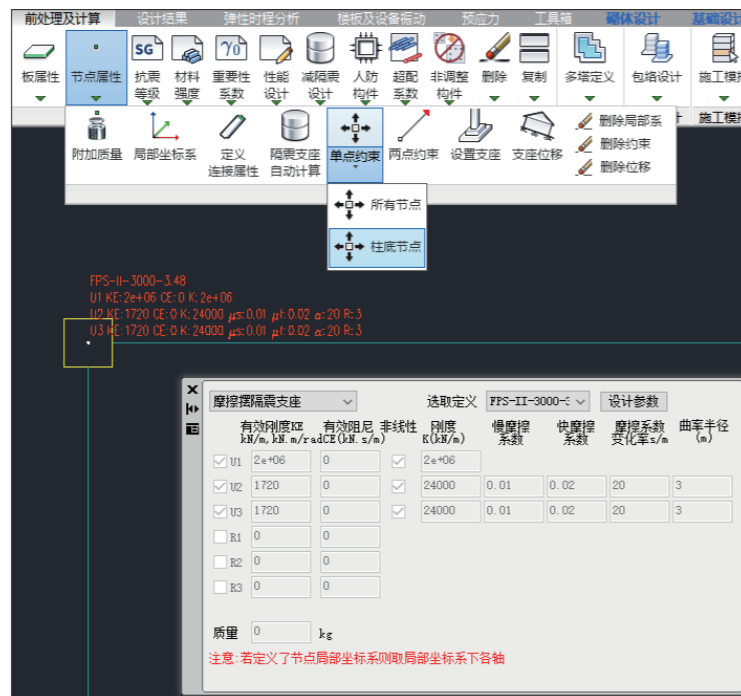 前处理及计算 设计结果 弹性时程分析 楼板及设备振动 预应力 工具箱 砌体设计 基础设计
板属性 节点属性 抗震等级 材料强度 重要性系数 性能设计 减隔震设计 人防构件 超配系数 非调整构件 删除 复制 多塔定义 包络设计 施工模拟
SG γ0
附加质量 局部坐标系 定义连接属性 隔震支座自动计算 单点约束 两点约束 设置支座 支座位移 删除局部系
删除约束
删除位移
计 施工模拟
所有节点
柱底节点
FPS-II-3000-3.48
U1 KE:2e+06 CE:0 K:2e+06
U2 KE:1720 CE:0 K:24000 μs:0.01 μf:0.02 α:20 R:3
U3 KE:1720 CE:0 K:24000 μs:0.01 μf:0.02 α:20 R:3
摩擦摆隔震支座 选取定义 FPS-II-3000-3 设计参数
有效刚度KE 有效阻尼 非线性 刚度 慢摩擦 快摩擦 摩擦系数 曲率半径
kN/m,kN.m/radCE(kN.s/m) K(kN/m) 系数 系数 变化率s/m (m)
U1 2e+06 0 2e+06
U2 1720 0 24000 0.01 0.02 20 3
U3 1720 0 24000 0.01 0.02 20 3
R1 0 0
R2 0 0
R3 0 0
质量 0 kg
注意:若定义了节点局部坐标系则取局部坐标系下各轴